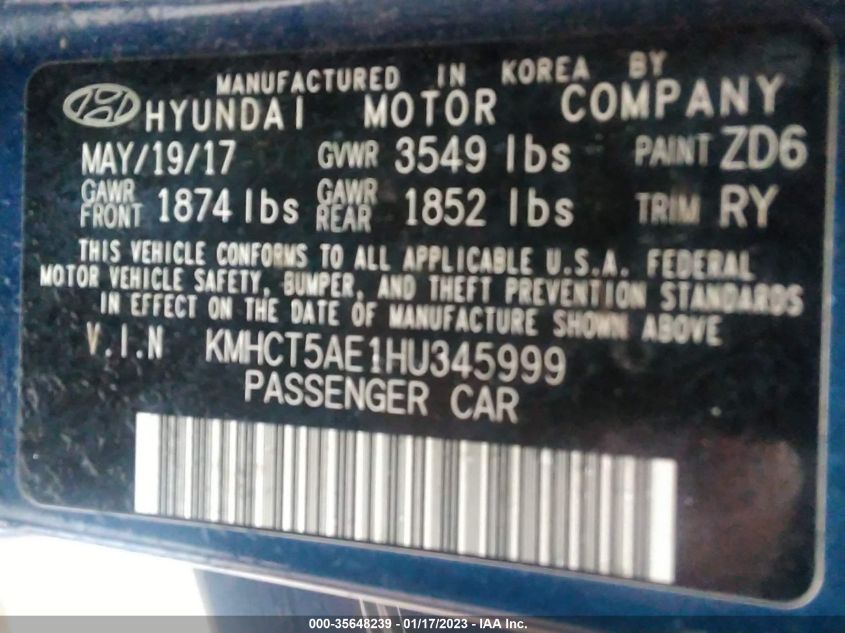 MANUFACTURED IN KOREA BY
HYUNDAI MOTOR COMPANY
MAY/19/17 GVWR 3549 lbs PAINT ZD6
GAWR FRONT 1874 lbs GAWR REAR 1852 lbs TRIM RY
THIS VEHICLE CONFORMS TO ALL APPLICABLE U.S.A. FEDERAL
MOTOR VEHICLE SAFETY, BUMPER, AND THEFT PREVENTION STANDARDS
IN EFFECT ON THE DATE OF MANUFACTURE SHOWN ABOVE
V.I.N KMHCT5AE1HU345999
PASSENGER CAR
000-35648239 - 01/17/2023 - IAA Inc.